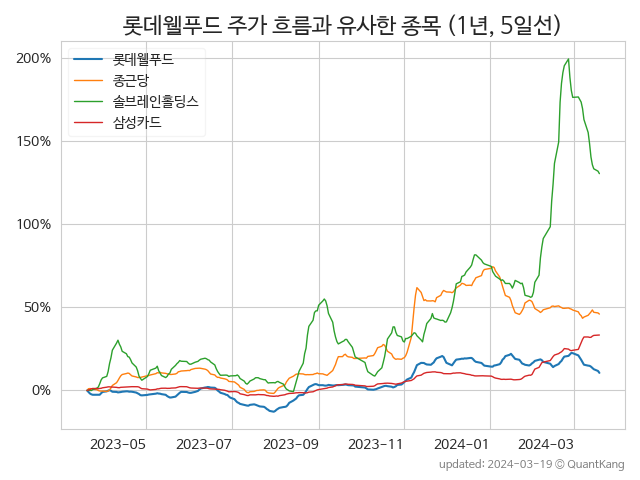 롯데웰푸드 주가 흐름과 유사한 종목 (1년, 5일선)
200%
150%
100%
50%
0%
롯데웰푸드
종근당
솔브레인홀딩스
삼성카드
2023-05
2023-07
2023-09
2023-11
2024-01
2024-03
updated: 2024-03-19 © QuantKang